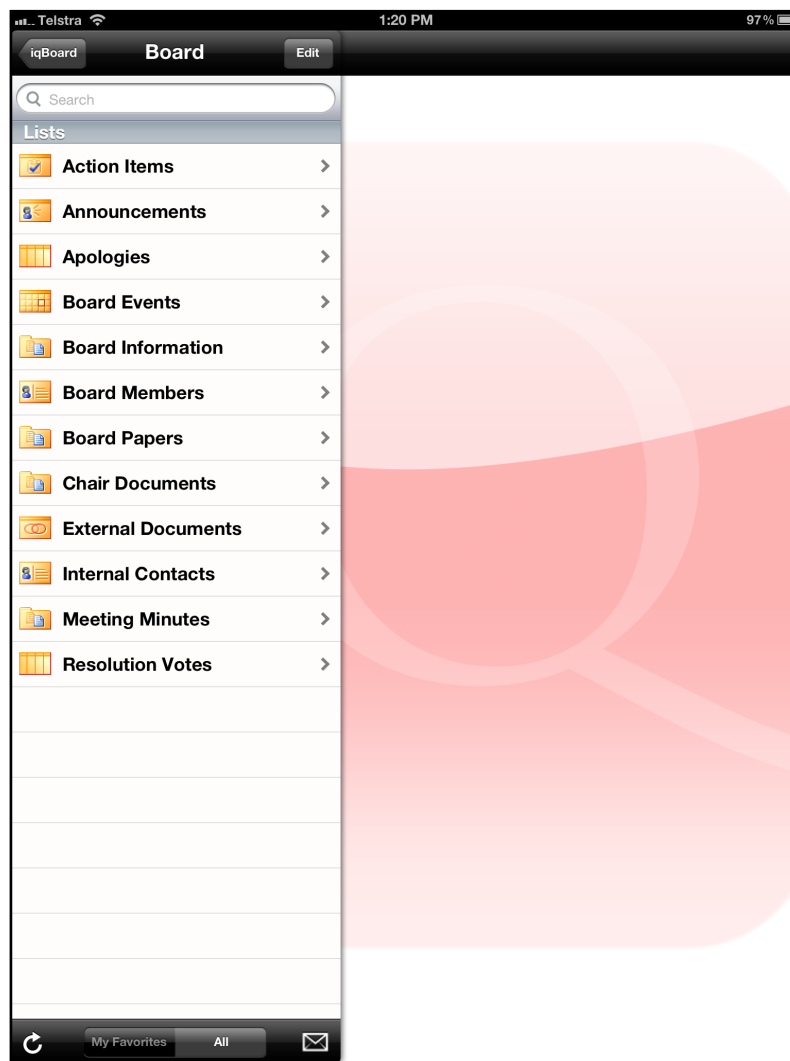 Telstra 1:20 PM 97%
iqBoard Board Edit
Search
Lists
Action Items
Announcements
Apologies
Board Events
Board Information
Board Members
Board Papers
Chair Documents
External Documents
Internal Contacts
Meeting Minutes
Resolution Votes
My Favorites All